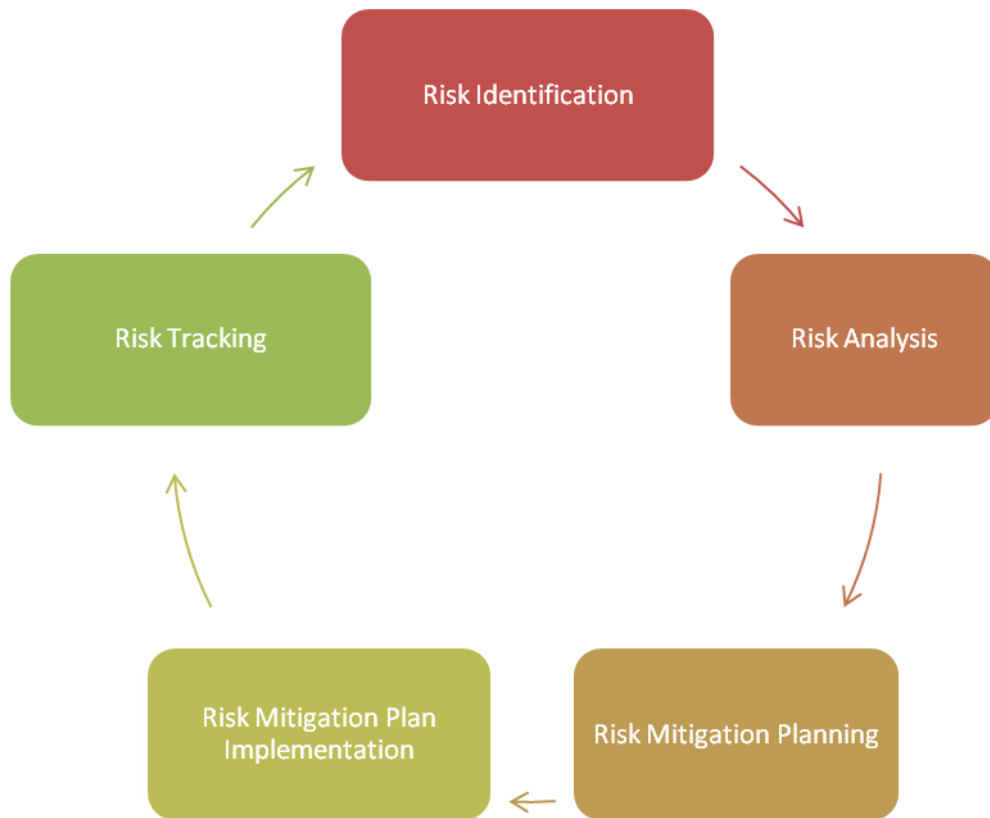 Risk Identification
Risk Analysis
Risk Mitigation Planning
Risk Mitigation Plan
Implementation
Risk Tracking